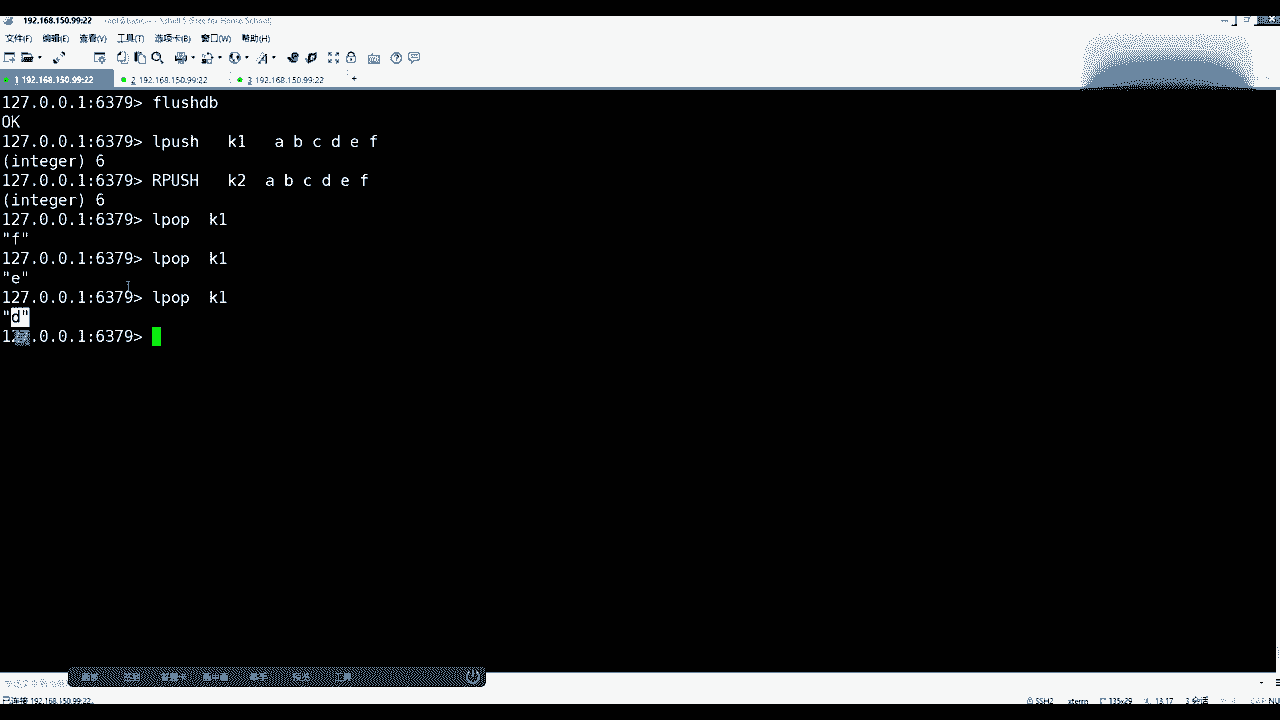 192.168.150.99:22
文件(F) 编辑(E) 查看(V) 工具(T) 选项卡(B) 窗口(W) 帮助(H)
1 192.168.150.99:22 2 192.168.150.99:22 3 192.168.150.99:22 +
127.0.0.1:6379> flushdb
OK
127.0.0.1:6379> lpush k1 a b c d e f
(integer) 6
127.0.0.1:6379> RPUSH k2 a b c d e f
(integer) 6
127.0.0.1:6379> lpop k1
"f"
127.0.0.1:6379> lpop k1
"e"
127.0.0.1:6379> lpop k1
"d"
127.0.0.1:6379>
工具
已连接 192.168.150.99:22。 SSH2 xterm 135x29 13,17 3 会话